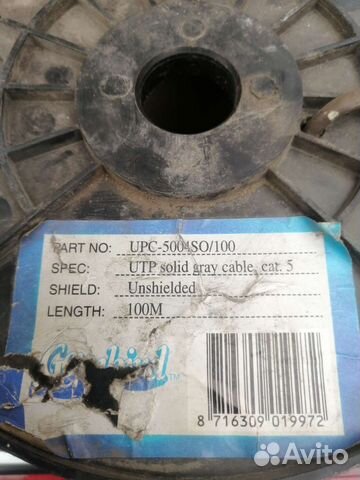 PART NO: UPC-5004SO/100
SPEC: UTP solid gray cable, cat. 5
SHIELD: Unshielded
LENGTH: 100M
TM
8 716309 019972
Avito